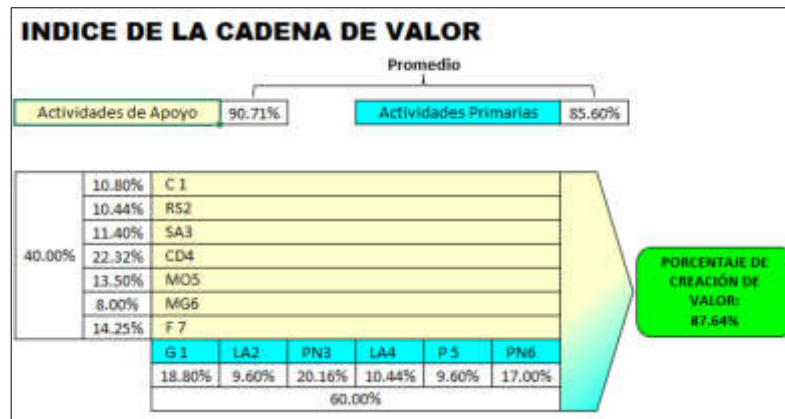 INDICE DE LA CADENA DE VALOR
Promedio
Actividades de Apoyo 90.71% Actividades Primarias 85.60%
10.80% C 1
10.44% RS2
11.40% SA3
40.00% 22.32% CD4
13.50% MO5
8.00% MG6
14.25% F 7
PORCENTAJE DE
CREACIÓN DE
VALOR:
87.64%
G 1 LA2 PN3 LA4 P 5 PN6
18.80% 9.60% 20.16% 10.44% 9.60% 17.00%
60.00%